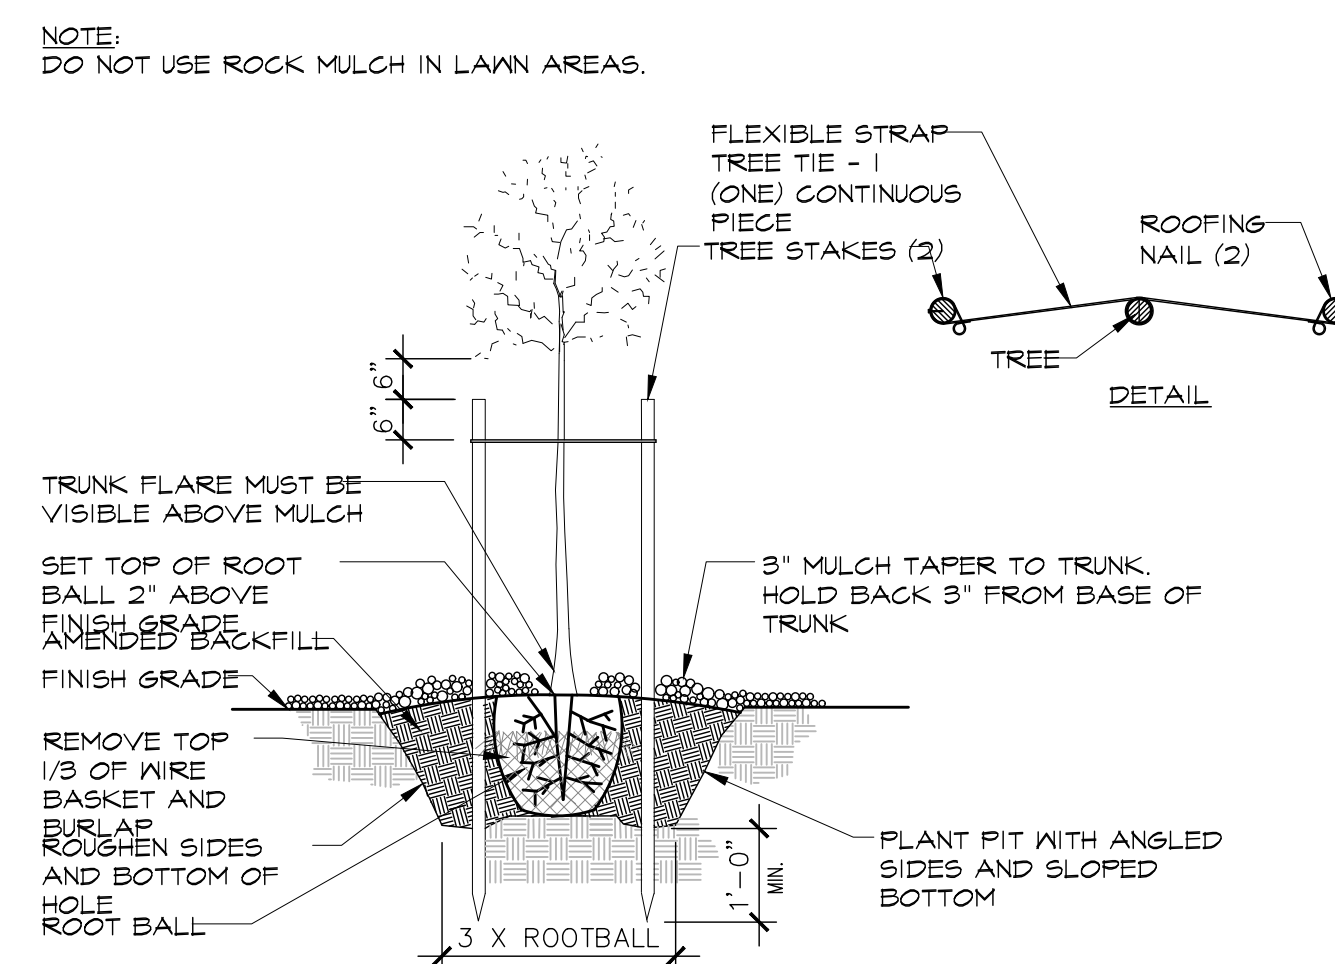 NOTE:
DO NOT USE ROCK MULCH IN LAWN AREAS.
FLEXIBLE STRAP
TREE TIE - 1
(ONE) CONTINUOUS
PIECE
TREE STAKES (2)
ROOFING
NAIL (2)
TREE
DETAIL
6"
6"
TRUNK FLARE MUST BE
VISIBLE ABOVE MULCH
SET TOP OF ROOT
BALL 2" ABOVE
FINISH GRADE
AMENDED BACKFILL
FINISH GRADE
3" MULCH TAPER TO TRUNK.
HOLD BACK 3" FROM BASE OF
TRUNK
REMOVE TOP
1/3 OF WIRE
BASKET AND
BURLAP
ROUGHEN SIDES
AND BOTTOM OF
HOLE
ROOT BALL
PLANT PIT WITH ANGLED
SIDES AND SLOPED
BOTTOM
1'-0"
MIN.
3 X ROOTBALL